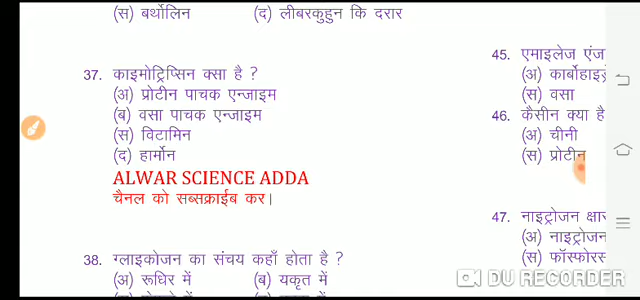 (स) बर्थोलिन (द) लीबरकुहुन कि दरार
37. काइमोट्रिप्सिन क्सा है ?
(अ) प्रोटीन पाचक एन्जाइम
(ब) वसा पाचक एन्जाइम
(स) विटामिन
(द) हार्मोन
ALWAR SCIENCE ADDA
चैनल को सब्सक्राईब कर।
38. ग्लाइकोजन का संचय कहाँ होता है ?
(अ) रूधिर में (ब) यकृत में
45. एमाइलेज एंज
(अ) कार्बोहाइड्रे
(स) वसा
46. कैसीन क्या है
(अ) चीनी
(स) प्रोटीन
47. नाइट्रोजन क्षार
(अ) नाइट्रोजन
(स) फॉस्फोरस
DU RECORDER